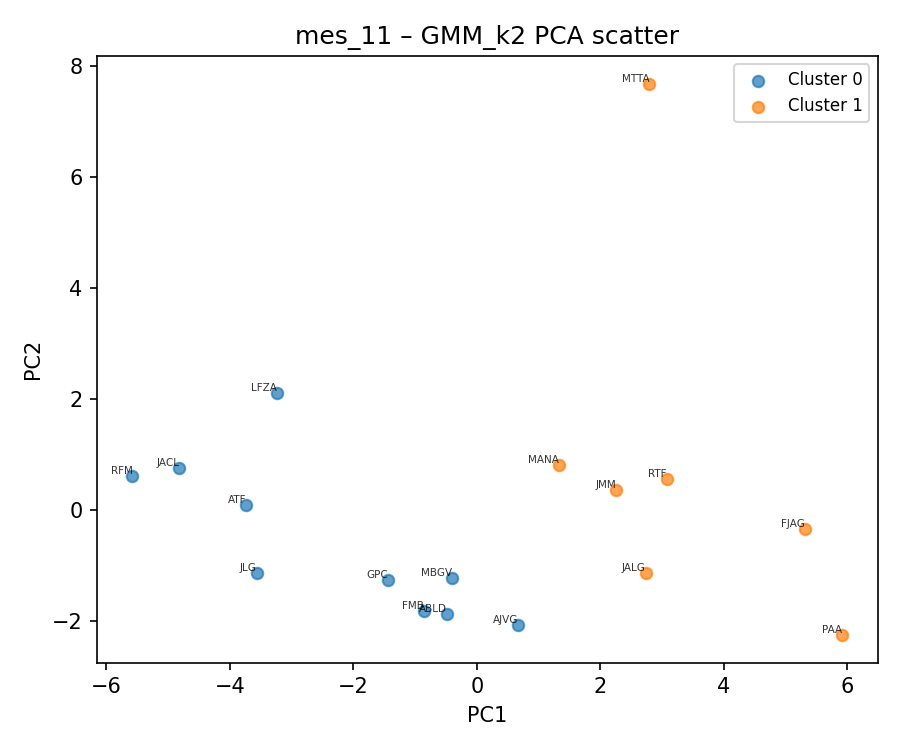 mes_11 – GMM_k2 PCA scatter
Cluster 0
Cluster 1
MTTA
LFZA
RFM
JACL
ATF
JLG
GPC
MBGV
ABLD
AJVG
MANA
JMM
RTF
FJAG
JALG
PAA
8
6
4
2
0
−2
PC2
−6
−4
−2
0
2
4
6
PC1